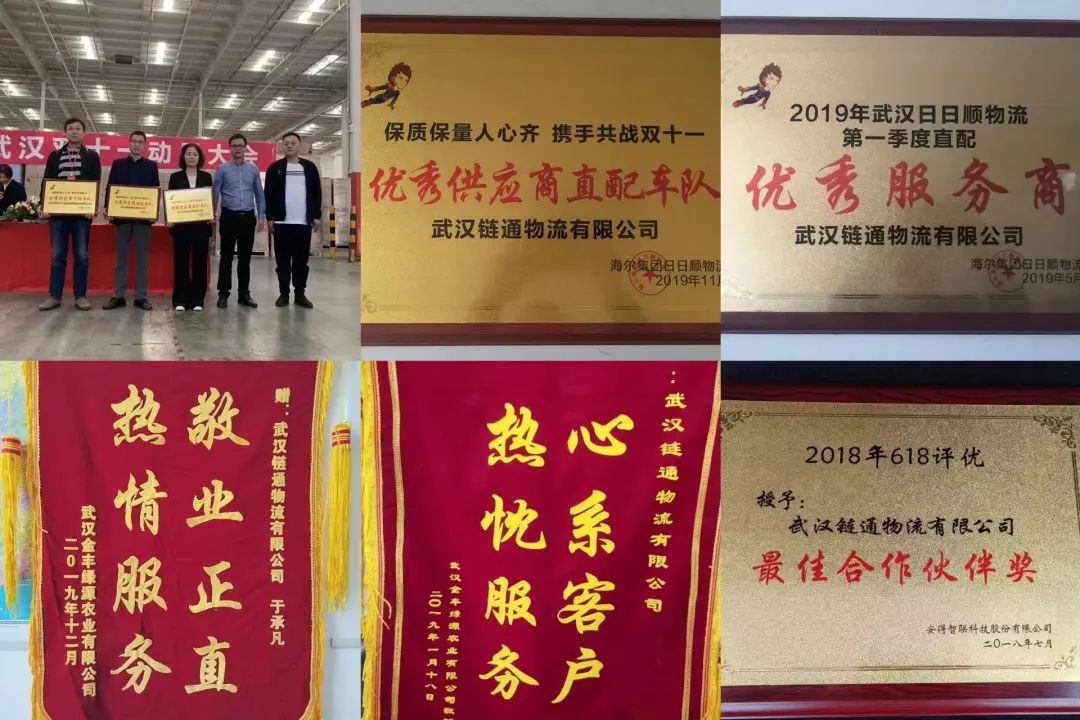 武汉双十一动
大会
保质保量人心齐 携手共战双十一
优秀供应商直配车队
武汉链通物流有限公司
海尔集团日日顺物流
2019年11月
2019年武汉日日顺物流
第一季度直配
优秀服务商
武汉链通物流有限公司
海尔集团日日顺物流
2019年5月
赠：武汉链通物流有限公司 于承凡
敬业正直
热情服务
武汉金丰绿源农业有限公司
二〇一九年十二月
：武汉链通物流有限公司
心系客户
热忱服务
武汉金丰绿源农业有限公司敬
二〇一九年一月十八日
2018年618评优
授予：
武汉链通物流有限公司
最佳合作伙伴奖
安得智联科技股份有限公司
二〇一八年七月